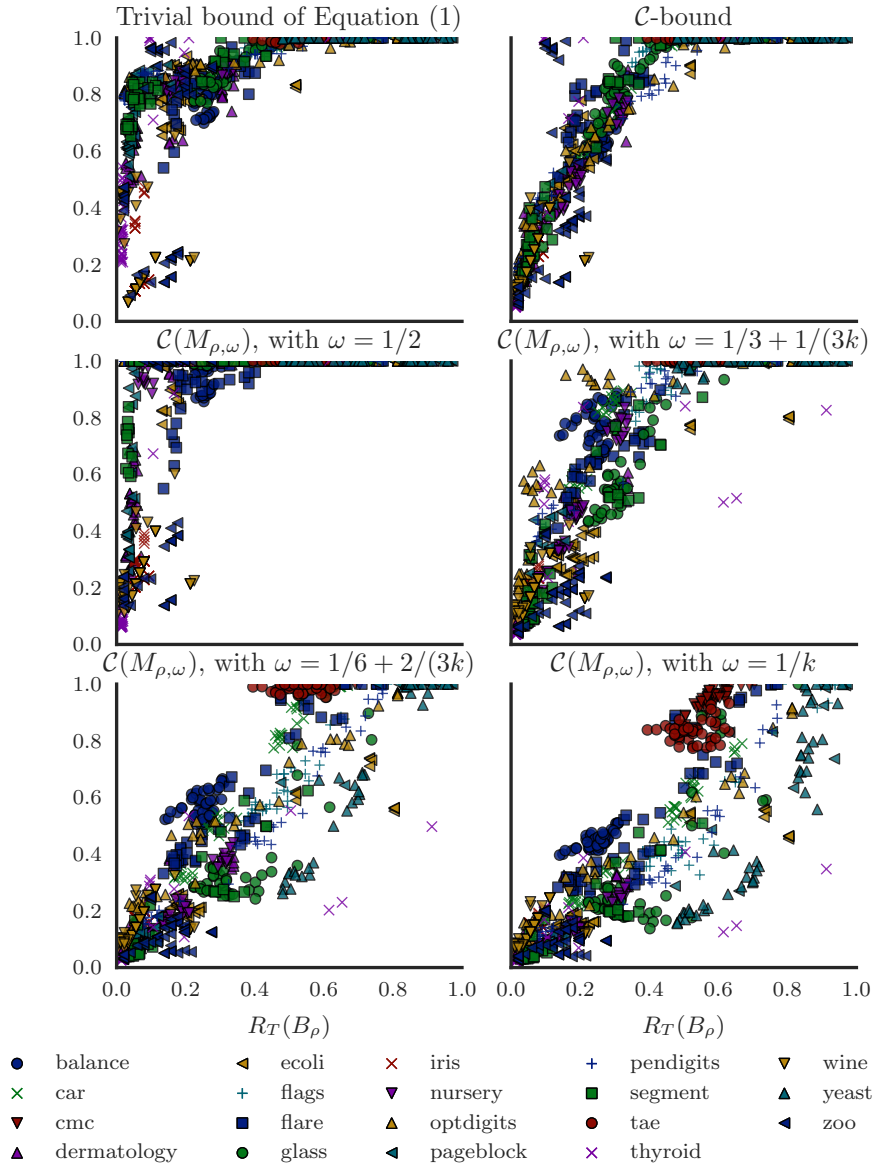 Trivial bound of Equation (1)
C-bound
1.0
0.8
0.6
0.4
0.2
0.0
C(Mρ,ω), with ω = 1/2
C(Mρ,ω), with ω = 1/3 + 1/(3k)
1.0
0.8
0.6
0.4
0.2
0.0
C(Mρ,ω), with ω = 1/6 + 2/(3k)
C(Mρ,ω), with ω = 1/k
1.0
0.8
0.6
0.4
0.2
0.0
0.0 0.2 0.4 0.6 0.8 1.0
0.0 0.2 0.4 0.6 0.8 1.0
R_T(B_ρ)
R_T(B_ρ)
balance ecoli iris pendigits wine
car flags nursery segment yeast
cmc flare optdigits tae zoo
dermatology glass pageblock thyroid